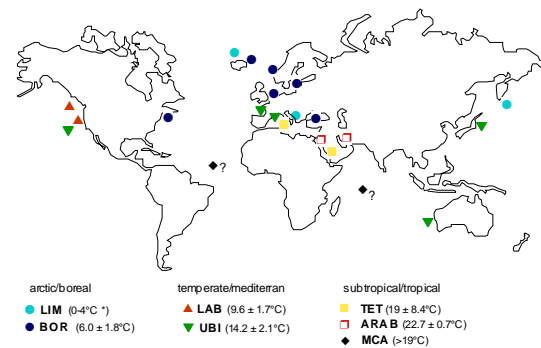 ?
?
arctic/boreal temperate/mediterran subtropical/tropical
LIM (0-4°C *) LAB (9.6 ± 1.7°C) TET (19 ± 8.4°C)
BOR (6.0 ± 1.8°C) UBI (14.2 ± 2.1°C) ARAB (22.7 ± 0.7°C)
MCA (>19°C)